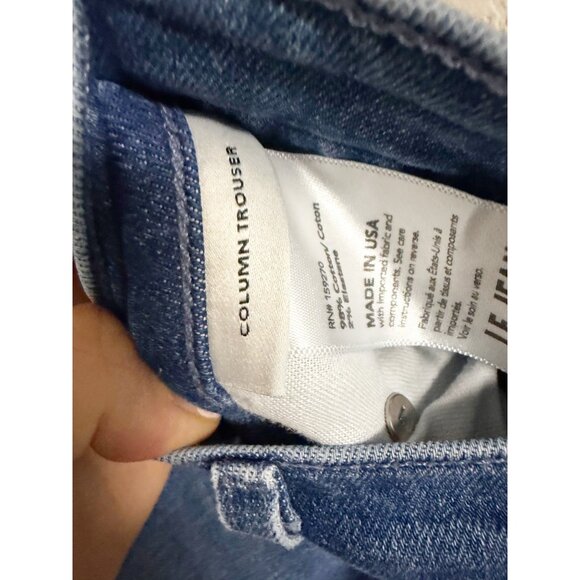 COLUMN TROUSER
RN# 159270
98% Cotton/ Coton
2% Elastane
MADE IN USA
with imported fabric and
components. See care
instructions on reverse.
Fabriqué aux États-Unis à
partir de tissus et composants
importés.
Voir le soin au verso.
LE JEAN